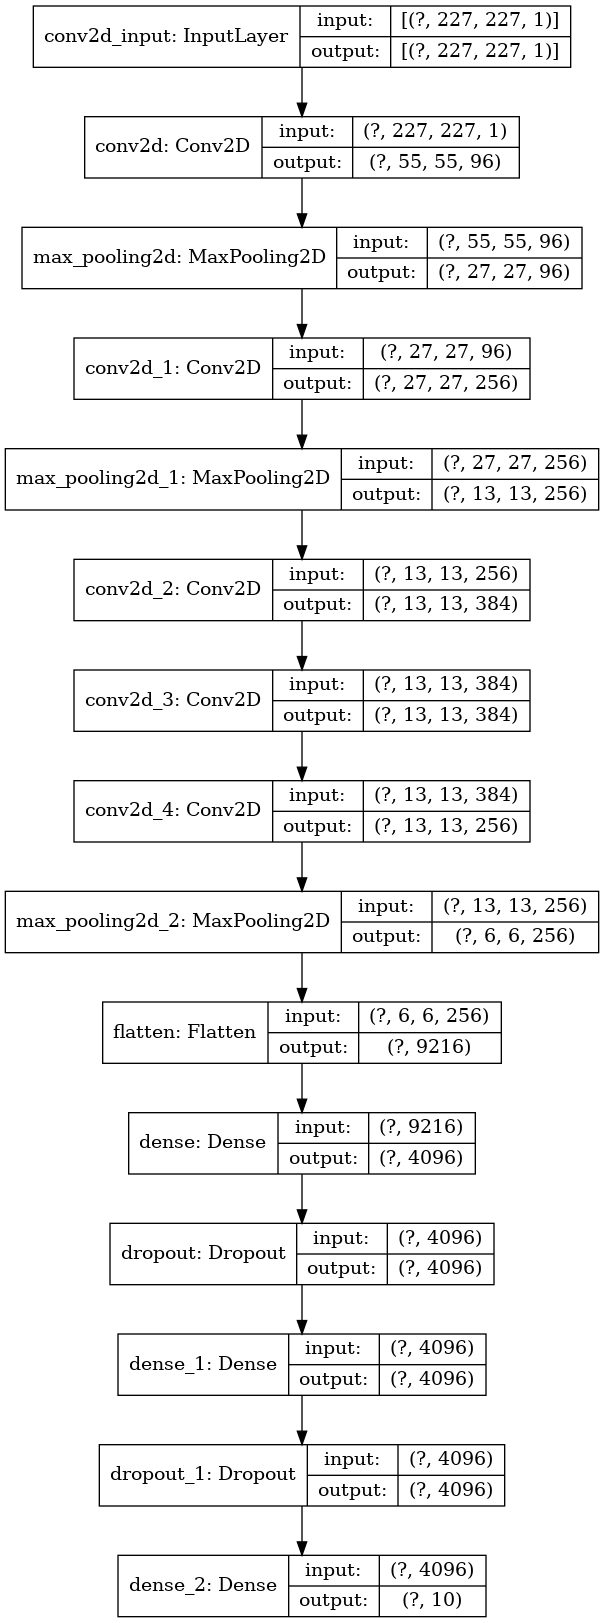 conv2d_input: InputLayer
input:
[(?, 227, 227, 1)]
output:
[(?, 227, 227, 1)]
conv2d: Conv2D
input:
(?, 227, 227, 1)
output:
(?, 55, 55, 96)
max_pooling2d: MaxPooling2D
input:
(?, 55, 55, 96)
output:
(?, 27, 27, 96)
conv2d_1: Conv2D
input:
(?, 27, 27, 96)
output:
(?, 27, 27, 256)
max_pooling2d_1: MaxPooling2D
input:
(?, 27, 27, 256)
output:
(?, 13, 13, 256)
conv2d_2: Conv2D
input:
(?, 13, 13, 256)
output:
(?, 13, 13, 384)
conv2d_3: Conv2D
input:
(?, 13, 13, 384)
output:
(?, 13, 13, 384)
conv2d_4: Conv2D
input:
(?, 13, 13, 384)
output:
(?, 13, 13, 256)
max_pooling2d_2: MaxPooling2D
input:
(?, 13, 13, 256)
output:
(?, 6, 6, 256)
flatten: Flatten
input:
(?, 6, 6, 256)
output:
(?, 9216)
dense: Dense
input:
(?, 9216)
output:
(?, 4096)
dropout: Dropout
input:
(?, 4096)
output:
(?, 4096)
dense_1: Dense
input:
(?, 4096)
output:
(?, 4096)
dropout_1: Dropout
input:
(?, 4096)
output:
(?, 4096)
dense_2: Dense
input:
(?, 4096)
output:
(?, 10)